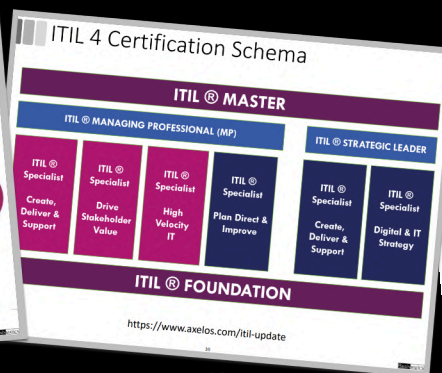 ITIL 4 Certification Schema
ITIL ® MASTER
ITIL ® MANAGING PROFESSIONAL (MP)
ITIL ® STRATEGIC LEADER
ITIL ®
Specialist
Create,
Deliver &
Support
ITIL ®
Specialist
Drive
Stakeholder
Value
ITIL ®
Specialist
High
Velocity
IT
ITIL ®
Specialist
Plan Direct &
Improve
ITIL ®
Specialist
Create,
Deliver &
Support
ITIL ®
Specialist
Digital & IT
Strategy
ITIL ® FOUNDATION
https://www.axelos.com/itil-update